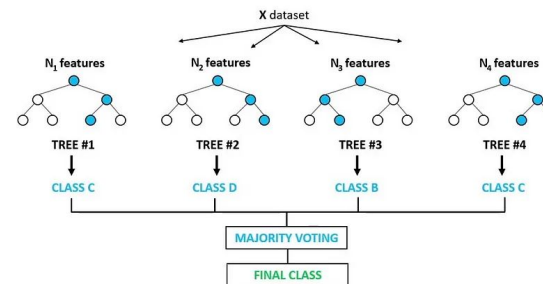 X dataset
N₁ features N₂ features N₃ features N₄ features
TREE #1 TREE #2 TREE #3 TREE #4
CLASS C CLASS D CLASS B CLASS C
MAJORITY VOTING
FINAL CLASS